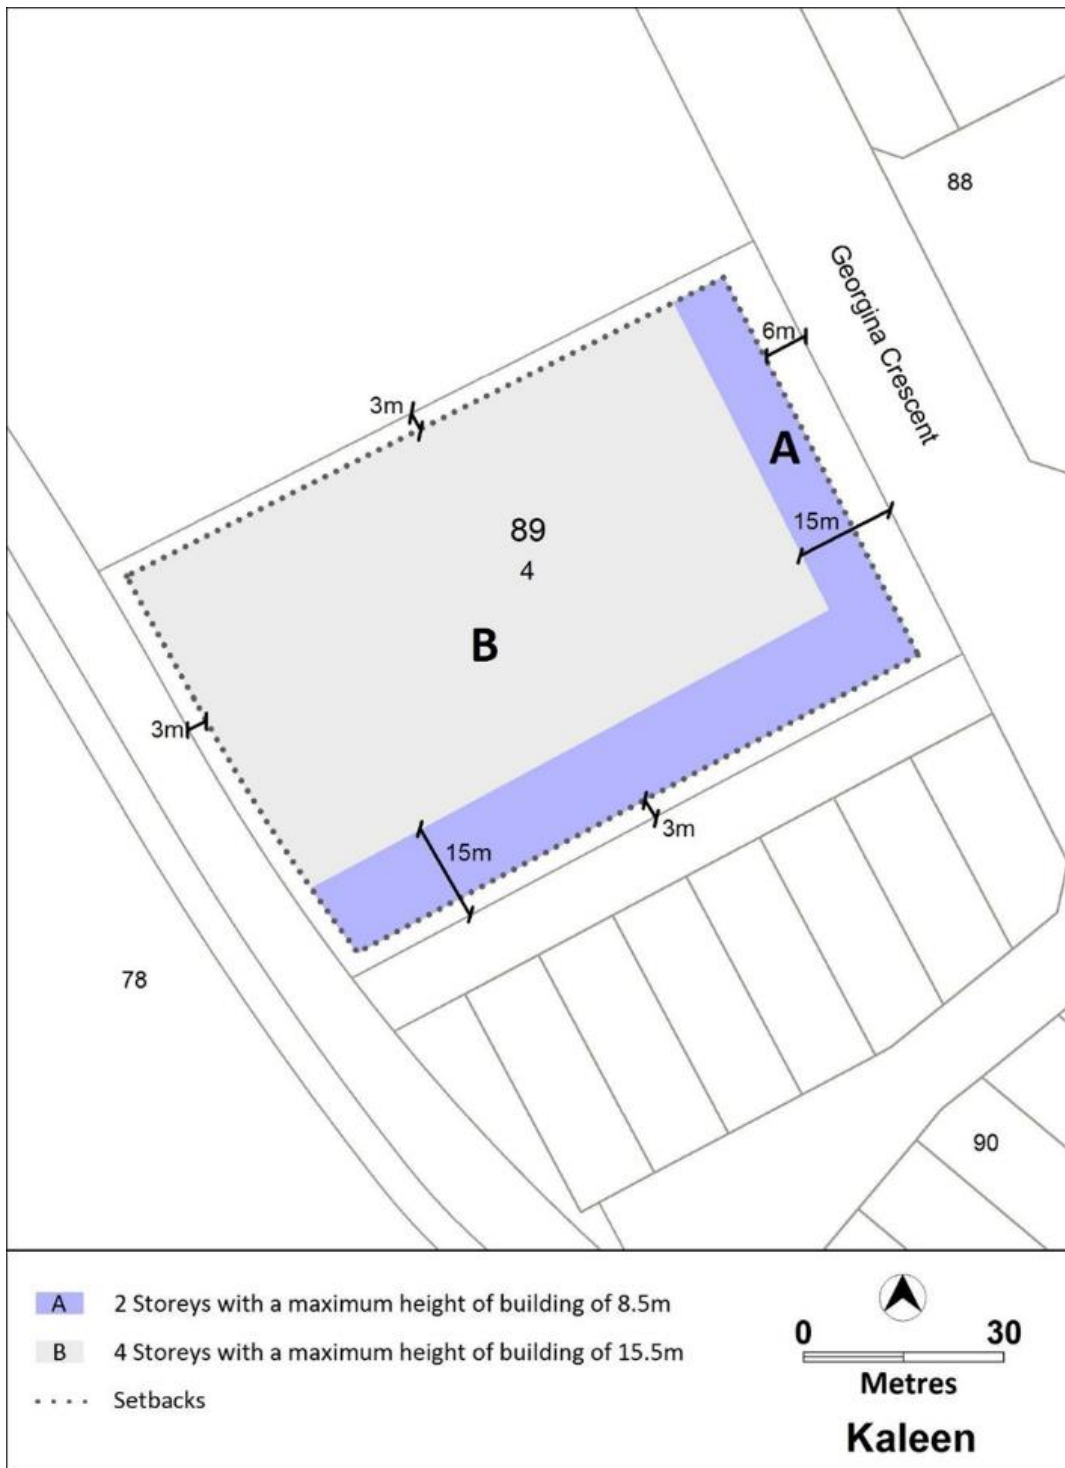 88
Georgina Crescent
6m
3m
A
15m
89
4
B
3m
3m
15m
78
90
A 2 Storeys with a maximum height of building of 8.5m
B 4 Storeys with a maximum height of building of 15.5m
Setbacks
0 30
Metres
Kaleen